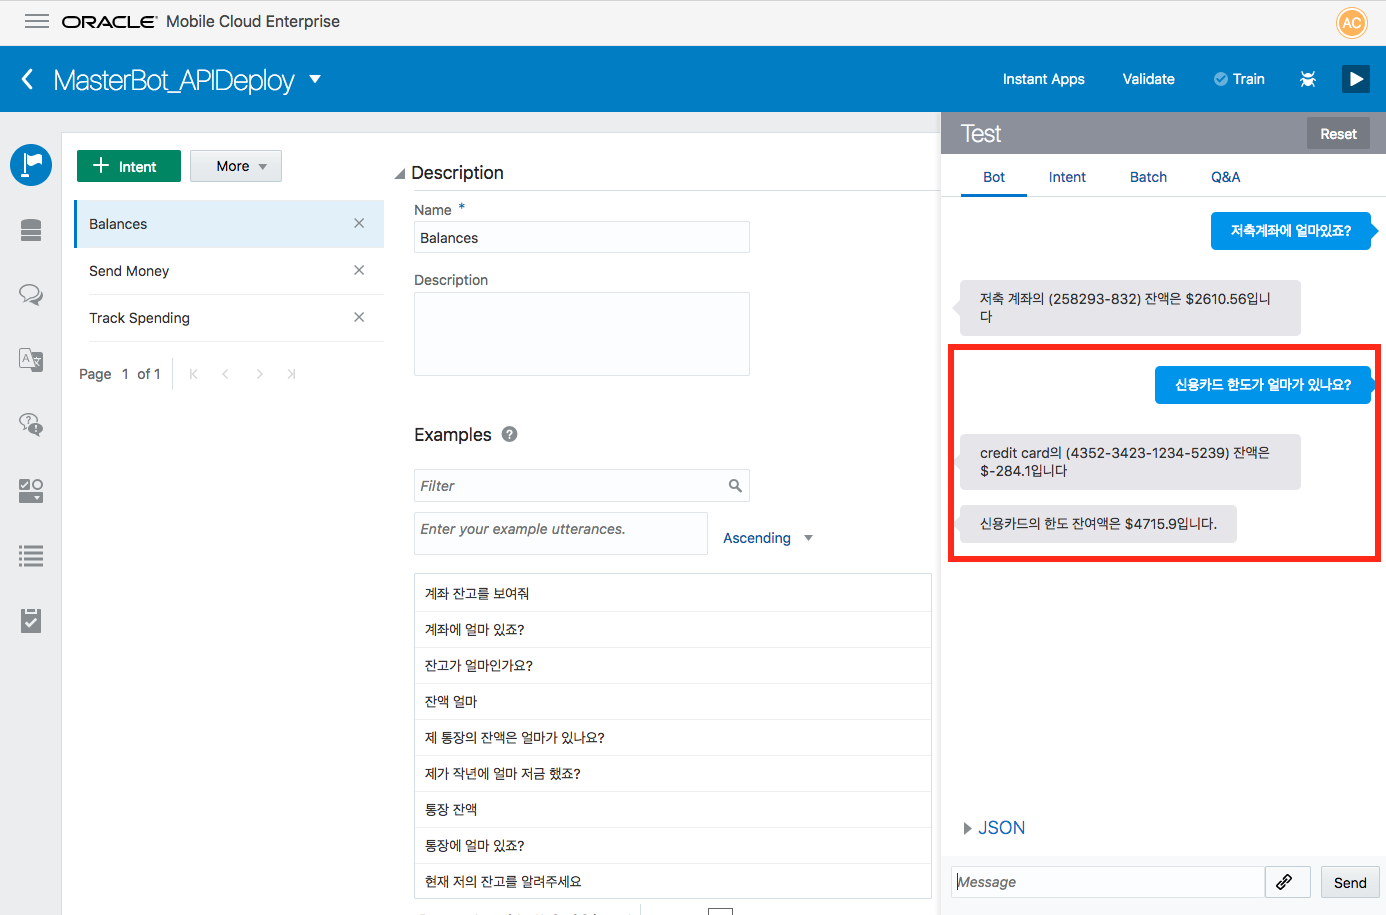 ORACLE Mobile Cloud Enterprise
AC
MasterBot_APIDeploy
Instant Apps
Validate
Train
+ Intent
More
Balances
Send Money
Track Spending
Page 1 of 1
Description
Name *
Balances
Description
Examples
Filter
Enter your example utterances.
Ascending
계좌 잔고를 보여줘
계좌에 얼마 있죠?
잔고가 얼마인가요?
잔액 얼마
제 통장의 잔액은 얼마가 있나요?
제가 작년에 얼마 저금 했죠?
통장 잔액
통장에 얼마 있죠?
현재 저의 잔고를 알려주세요
Test
Reset
Bot
Intent
Batch
Q&A
저축계좌에 얼마있죠?
저축 계좌의 (258293-832) 잔액은 $2610.56입니
다
신용카드 한도가 얼마가 있나요?
credit card의 (4352-3423-1234-5239) 잔액은
$-284.1입니다
신용카드의 한도 잔여액은 $4715.9입니다.
JSON
Message
Send